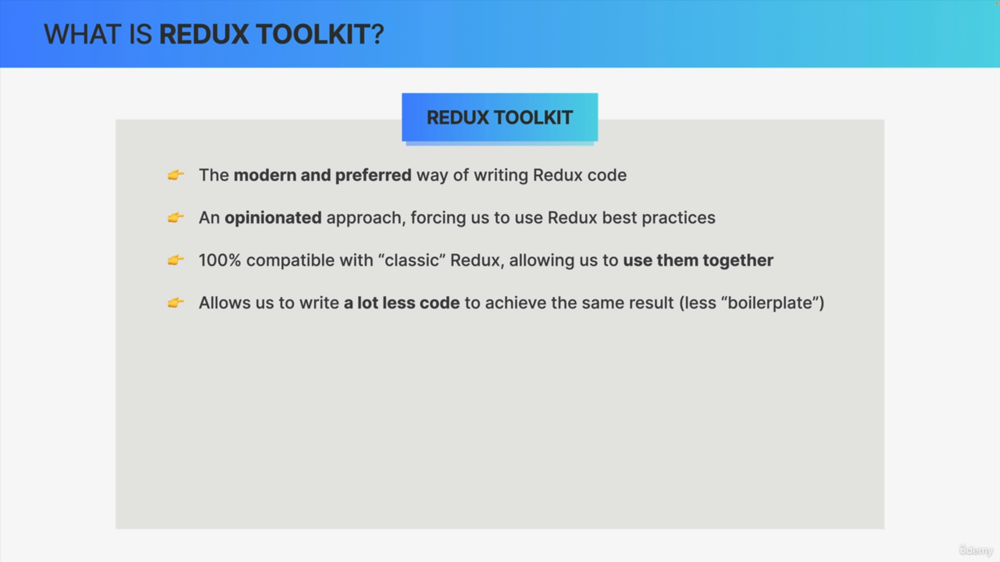 WHAT IS REDUX TOOLKIT?
REDUX TOOLKIT
👉 The modern and preferred way of writing Redux code
👉 An opinionated approach, forcing us to use Redux best practices
👉 100% compatible with “classic” Redux, allowing us to use them together
👉 Allows us to write a lot less code to achieve the same result (less “boilerplate”)
ûdemy